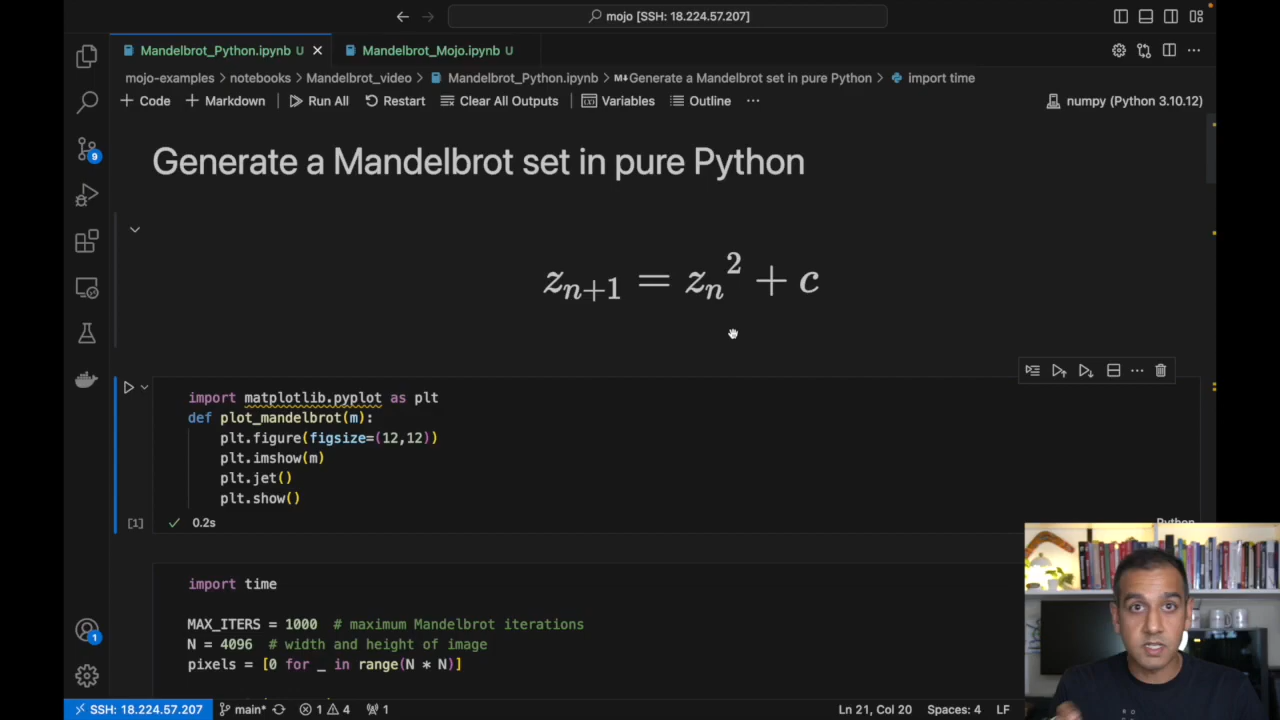 mojo [SSH: 18.224.57.207]
Mandelbrot_Python.ipynb U
Mandelbrot_Mojo.ipynb U
mojo-examples > notebooks > Mandelbrot_video > Mandelbrot_Python.ipynb > M↓Generate a Mandelbrot set in pure Python > import time
+ Code + Markdown | Run All Restart Clear All Outputs | Variables Outline ...
numpy (Python 3.10.12)
9
Generate a Mandelbrot set in pure Python
zₙ₊₁ = zₙ² + c
import matplotlib.pyplot as plt
def plot_mandelbrot(m):
    plt.figure(figsize=(12,12))
    plt.imshow(m)
    plt.jet()
    plt.show()
[1] ✓ 0.2s
Python
import time
MAX_ITERS = 1000  # maximum Mandelbrot iterations
N = 4096  # width and height of image
pixels = [0 for _ in range(N * N)]
1
SSH: 18.224.57.207 main* 1 4 1 Ln 21, Col 20 Spaces: 4 LF